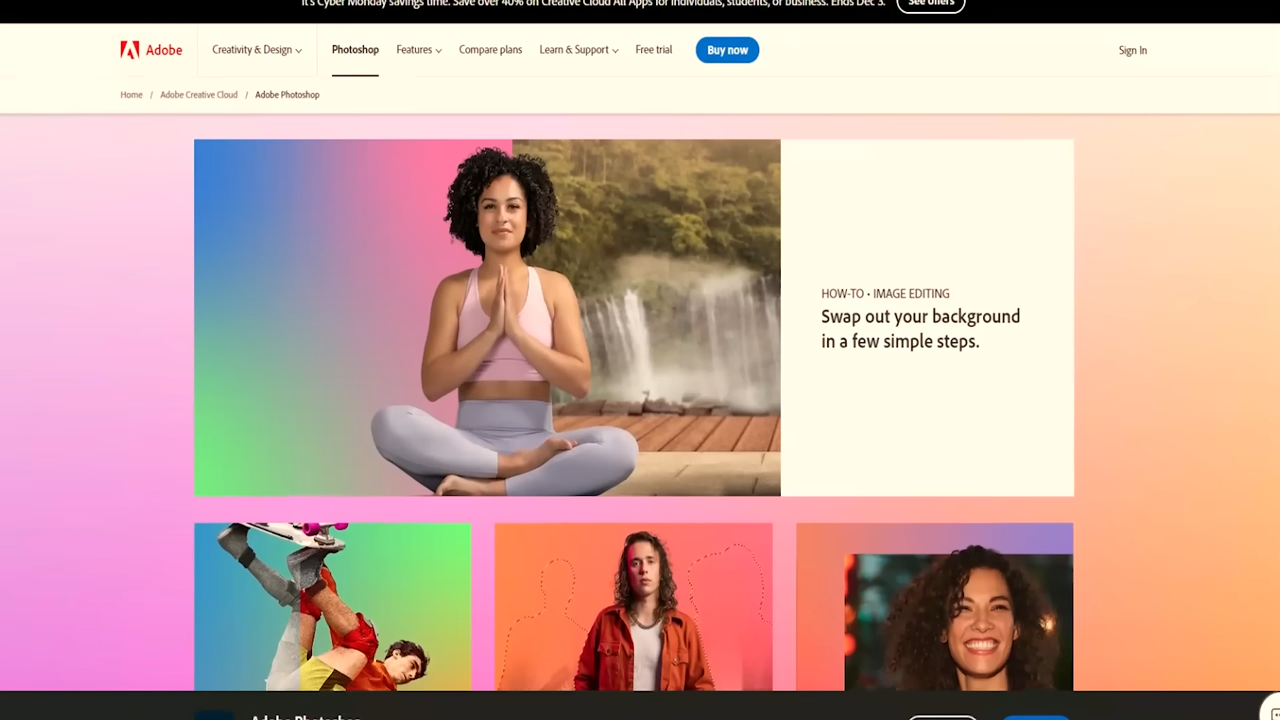 It's Cyber Monday savings time. Save over 40% on Creative Cloud All Apps for individuals, students, or business. Ends Dec 3. See offers
Adobe Creativity & Design Photoshop Features Compare plans Learn & Support Free trial Buy now Sign In
Home / Adobe Creative Cloud / Adobe Photoshop
HOW-TO • IMAGE EDITING
Swap out your background
in a few simple steps.
Adobe Photoshop